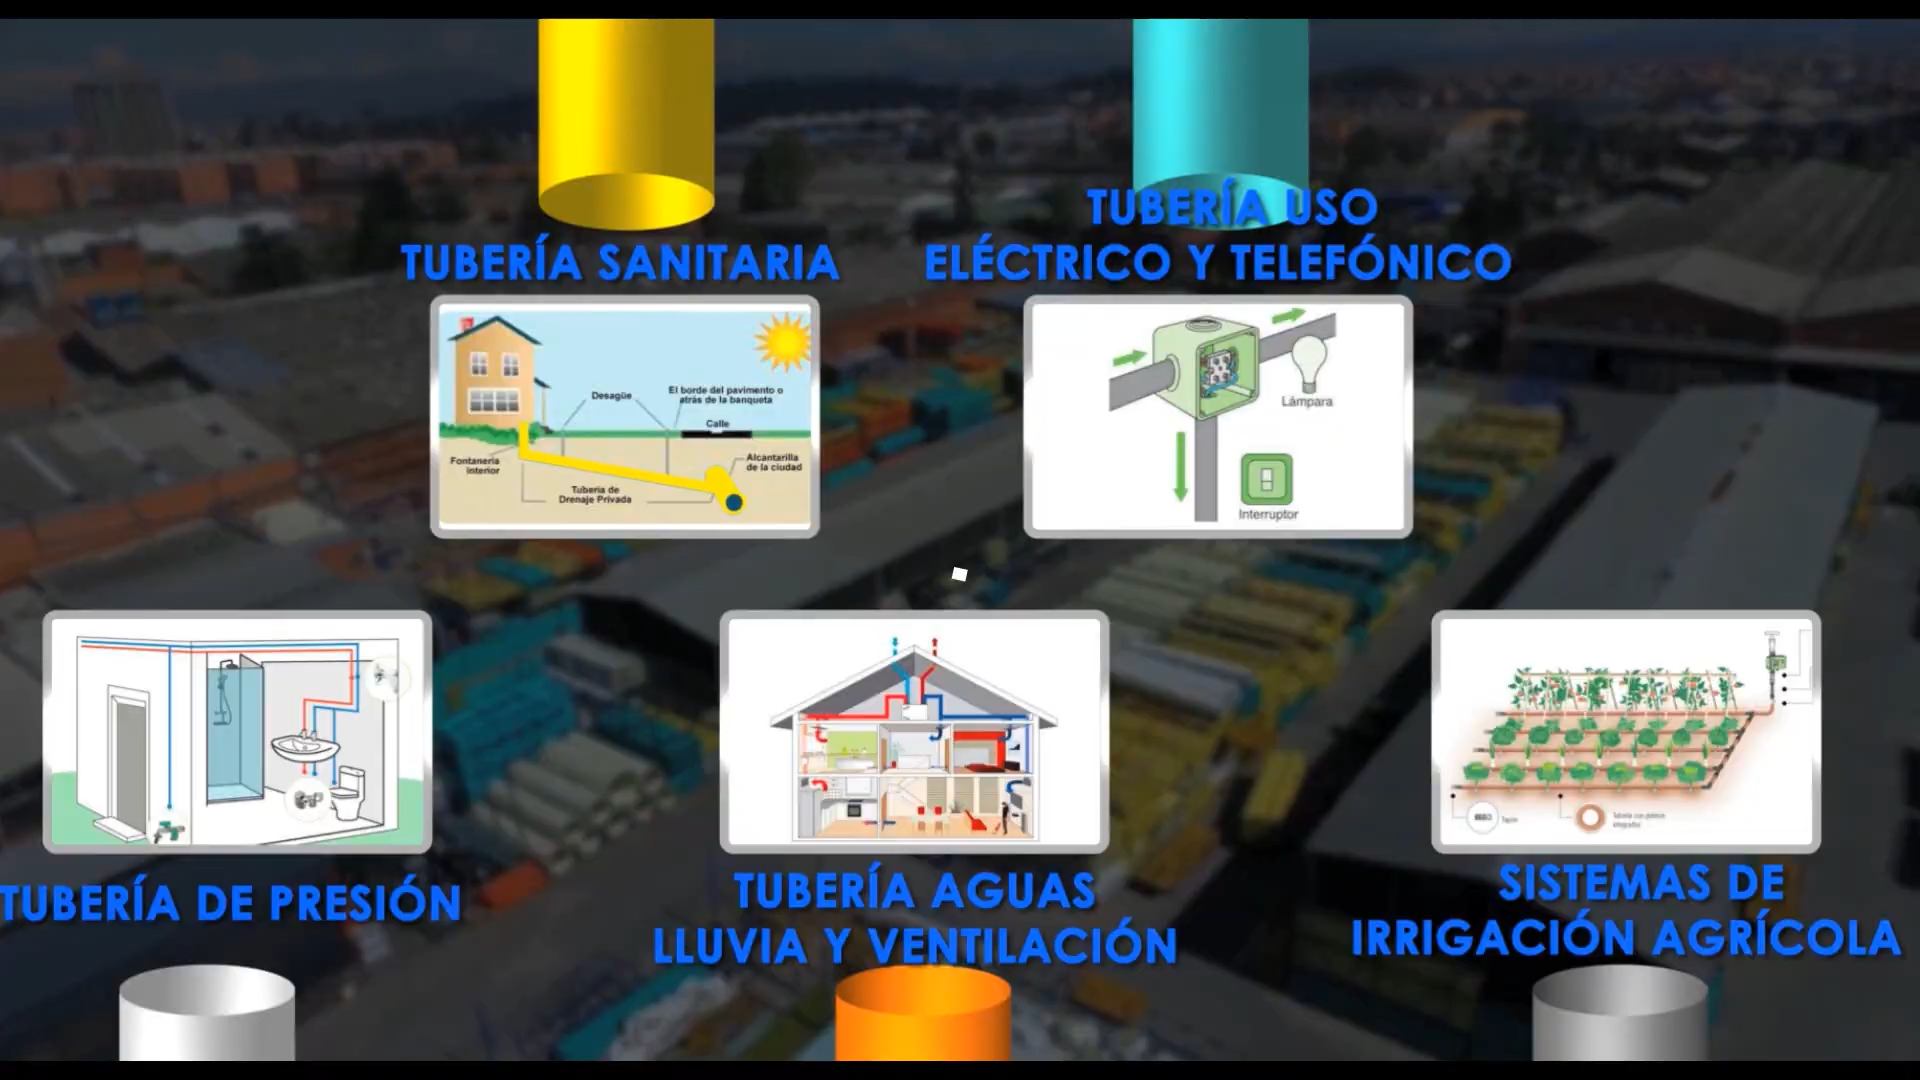 TUBERÍA SANITARIA
TUBERÍA USO
ELÉCTRICO Y TELEFÓNICO
Desagüe
El borde del pavimento o
atrás de la banqueta
Calle
Fontanería
Interior
Alcantarilla
de la ciudad
Tubería de
Drenaje Privada
Lámpara
Interruptor
TUBERÍA DE PRESIÓN
TUBERÍA AGUAS
LLUVIA Y VENTILACIÓN
Tapón
SISTEMAS DE
IRRIGACIÓN AGRÍCOLA